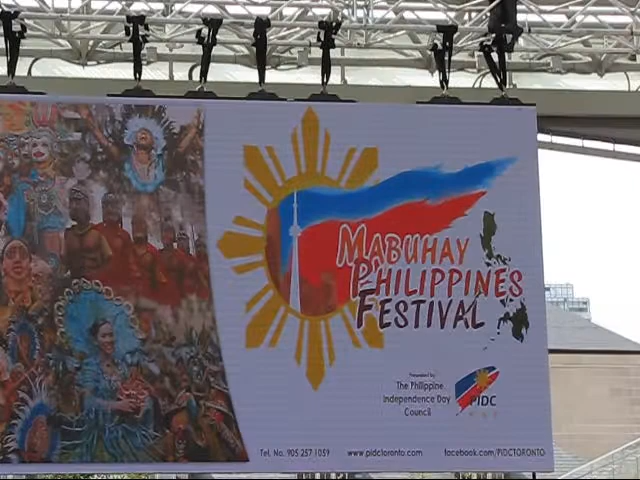 MABUHAY
PHILIPPINES
FESTIVAL
Presented by
The Philippine
Independence Day
Council
PIDC
Tel. No. 905.257.1059
www.pidctoronto.com
facebook.com/PIDCTORONTO